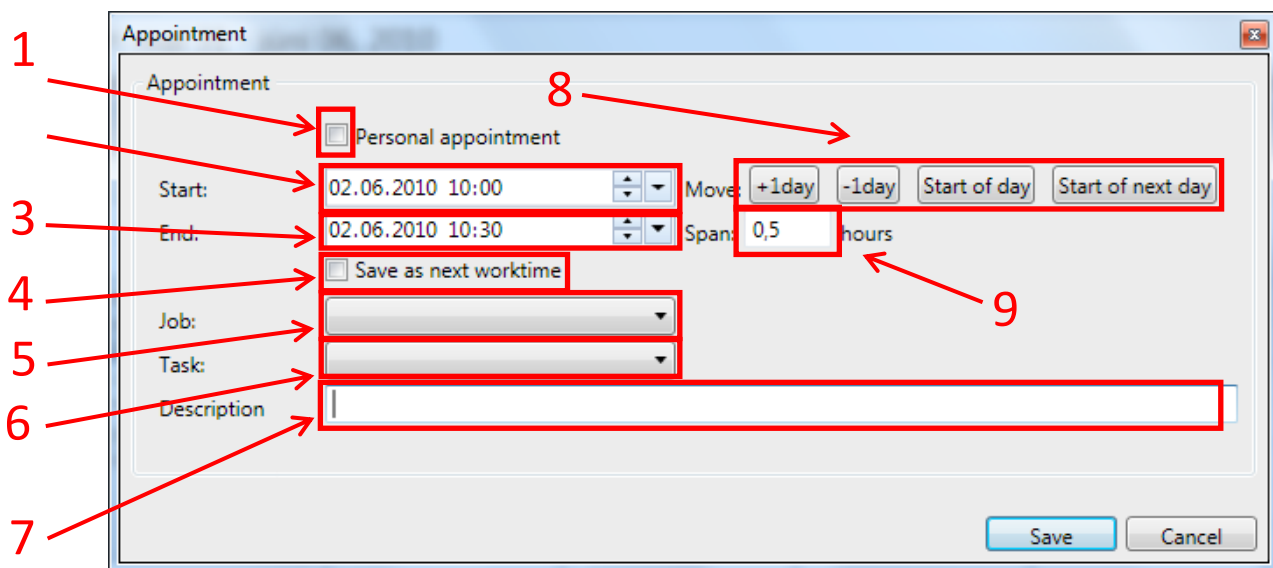 Appointment
1
Appointment
8
Personal appointment
Start: 02.06.2010 10:00 Move: +1day -1day Start of day Start of next day
3
End: 02.06.2010 10:30 Span: 0,5 hours
4
Save as next worktime
9
Job:
5
Task:
6
Description
7
Save Cancel